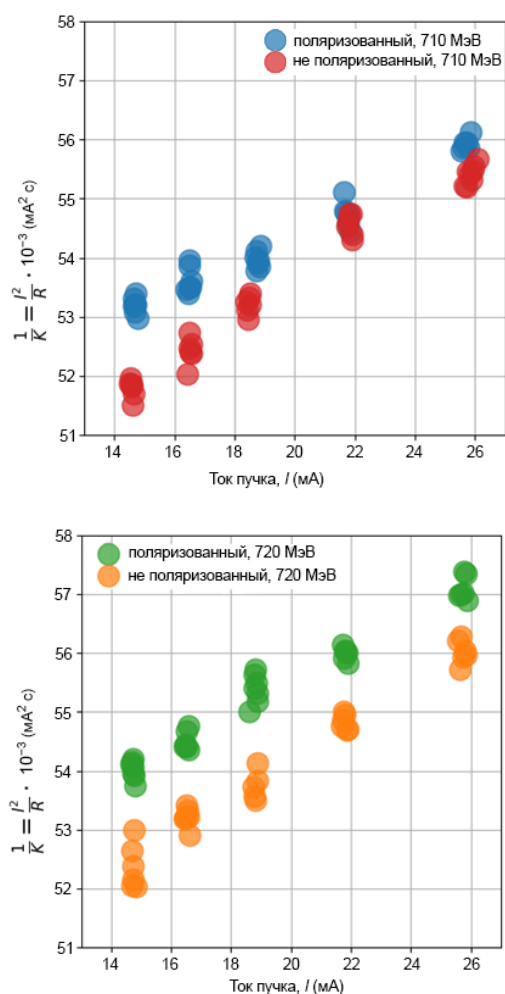 58
57
56
55
54
53
52
51
поляризованный, 710 МэВ
не поляризованный, 710 МэВ
1/K = I²/R · 10⁻³ (мА² с)
14 16 18 20 22 24 26
Ток пучка, I (мА)
58
57
56
55
54
53
52
51
поляризованный, 720 МэВ
не поляризованный, 720 МэВ
1/K = I²/R · 10⁻³ (мА² с)
14 16 18 20 22 24 26
Ток пучка, I (мА)